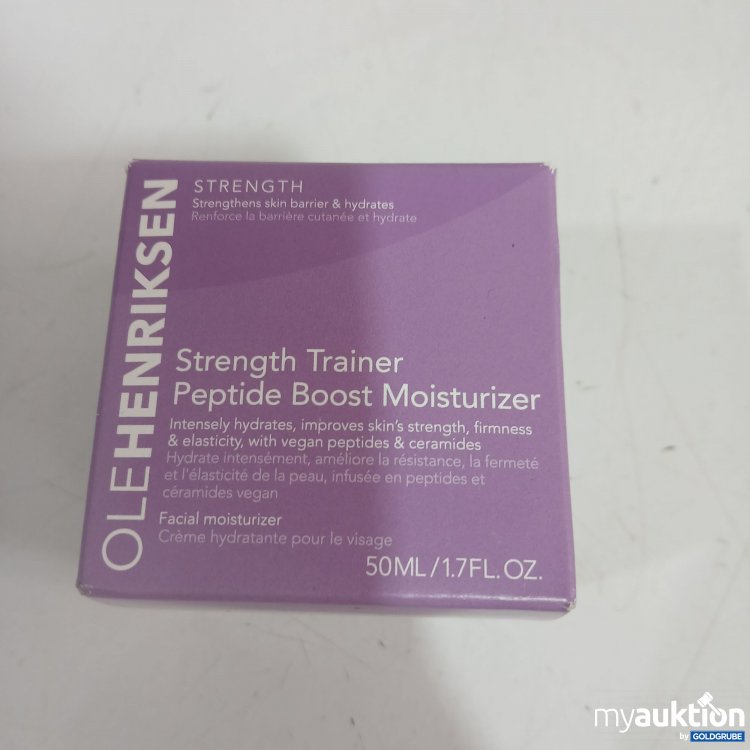 OLEHENRIKSEN
STRENGTH
Strengthens skin barrier & hydrates
Renforce la barrière cutanée et hydrate
Strength Trainer
Peptide Boost Moisturizer
Intensely hydrates, improves skin's strength, firmness
& elasticity, with vegan peptides & ceramides
Hydrate intensément, améliore la résistance, la fermeté
et l'élasticité de la peau, infusée en peptides et
céramides vegan
Facial moisturizer
Crème hydratante pour le visage
50ML/1.7FL.OZ.
myauktion
by GOLDGRUBE